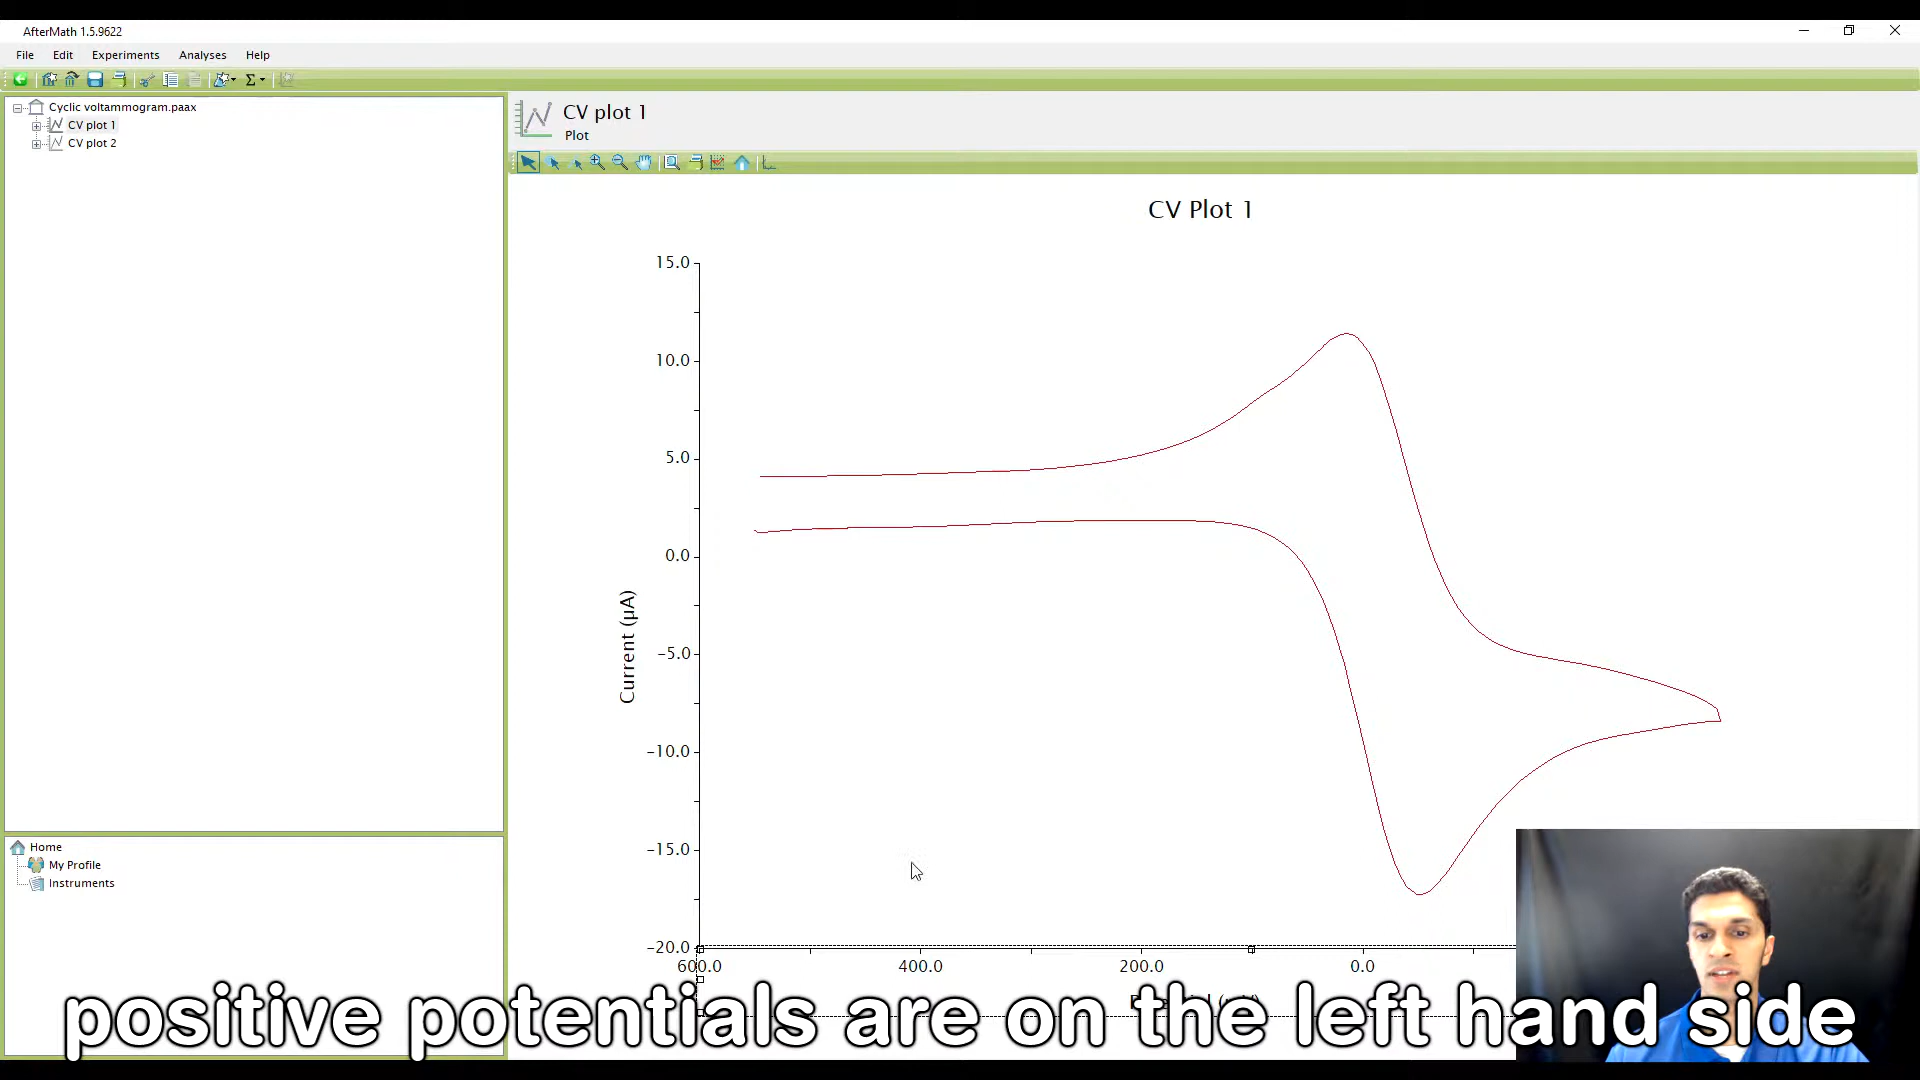 AfterMath 1.5.9622
File Edit Experiments Analyses Help
Cyclic voltammogram.paax
CV plot 1
CV plot 2
CV plot 1
Plot
CV Plot 1
15.0
10.0
5.0
0.0
-5.0
-10.0
-15.0
-20.0
Current (µA)
600.0 400.0 200.0 0.0
Home
My Profile
Instruments
positive potentials are on the left hand side